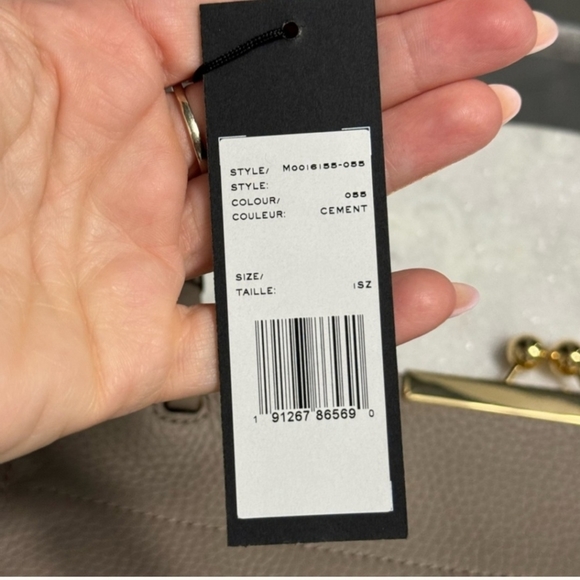 STYLE/ M0016155-055
STYLE:
COLOUR/ 055
COULEUR: CEMENT
SIZE/
TAILLE: 1SZ
1 91267 86569 0